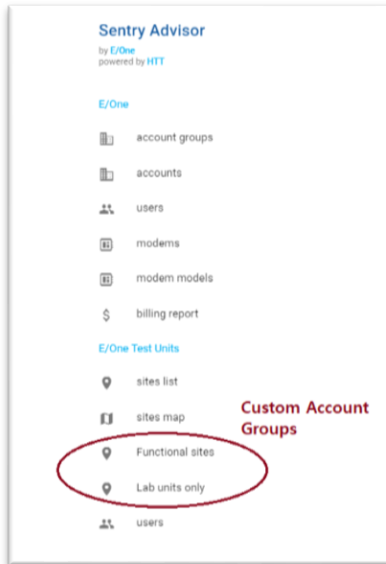 Sentry Advisor
by E/One
powered by HTT
E/One
account groups
accounts
users
modems
modem models
$ billing report
E/One Test Units
sites list
sites map
Custom Account
Groups
Functional sites
Lab units only
users